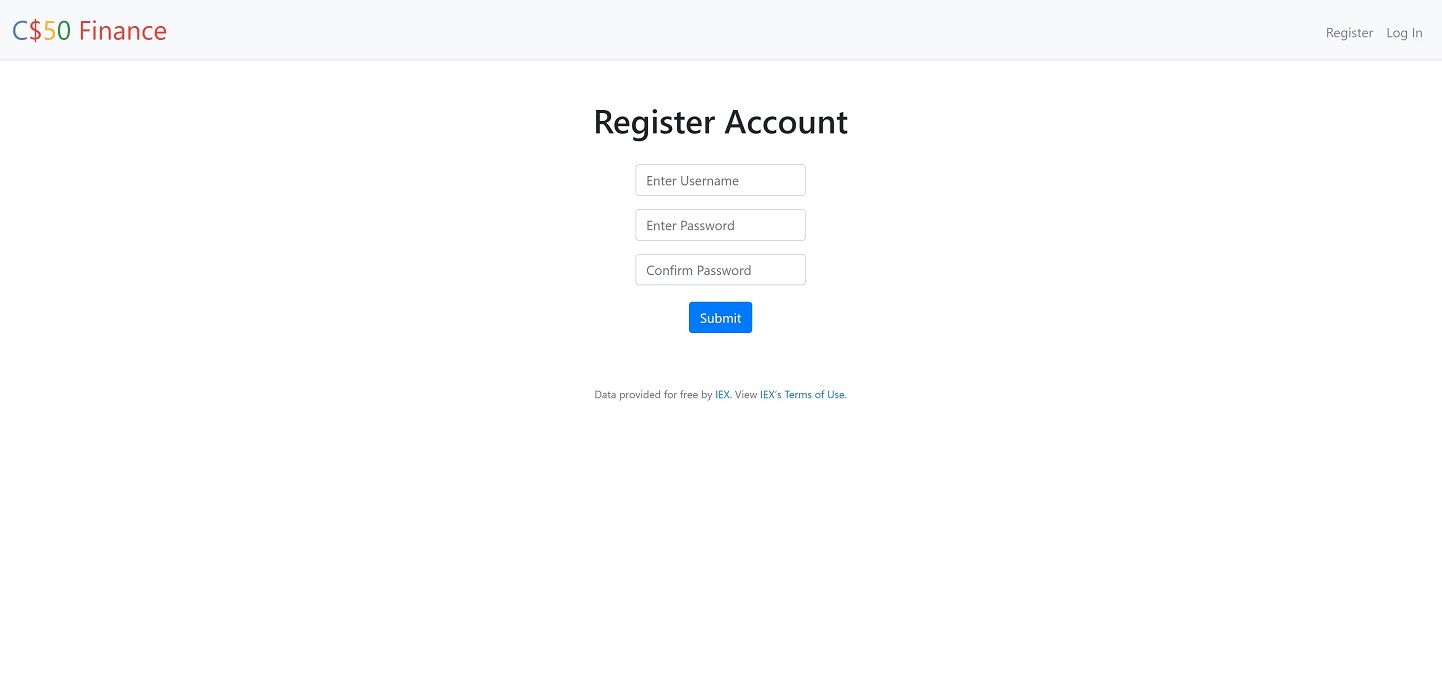 C$50 Finance
Register Log In
Register Account
Enter Username
Enter Password
Confirm Password
Submit
Data provided for free by IEX. View IEX's Terms of Use.